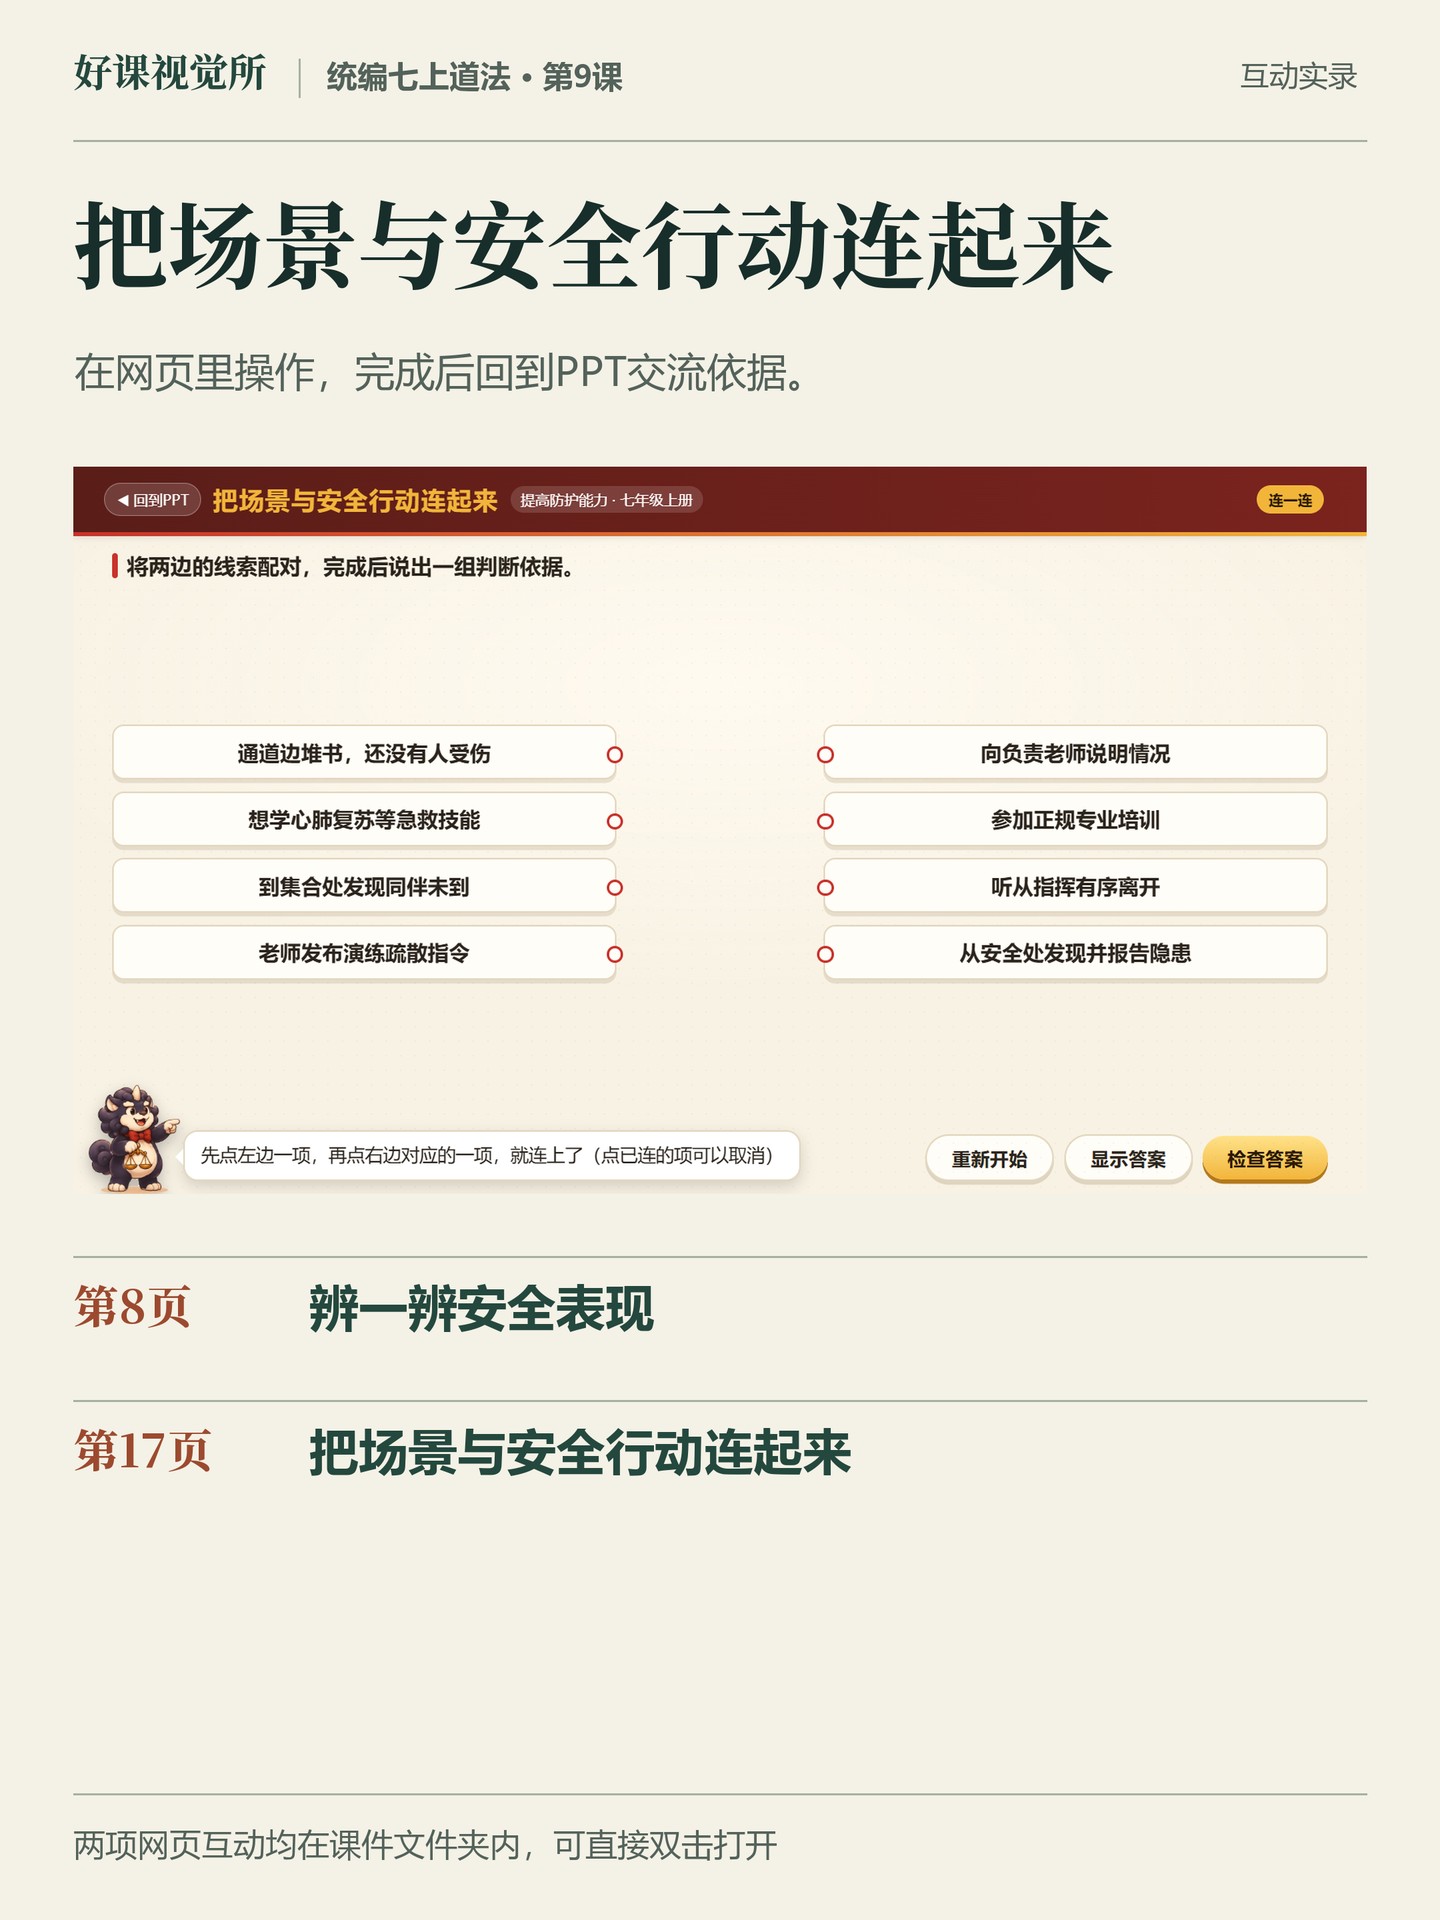 好课视觉所 统编七上道法·第9课 互动实录
把场景与安全行动连起来
在网页里操作，完成后回到PPT交流依据。
◀回到PPT 把场景与安全行动连起来 提高防护能力·七年级上册 连一连
将两边的线索配对，完成后说出一组判断依据。
通道边堆书，还没有人受伤 向负责老师说明情况
想学心肺复苏等急救技能 参加正规专业培训
到集合处发现同伴未到 听从指挥有序离开
老师发布演练疏散指令 从安全处发现并报告隐患
先点左边一项，再点右边对应的一项，就连上了（点已连的项可以取消） 重新开始 显示答案 检查答案
第8页 辨一辨安全表现
第17页 把场景与安全行动连起来
两项网页互动均在课件文件夹内，可直接双击打开